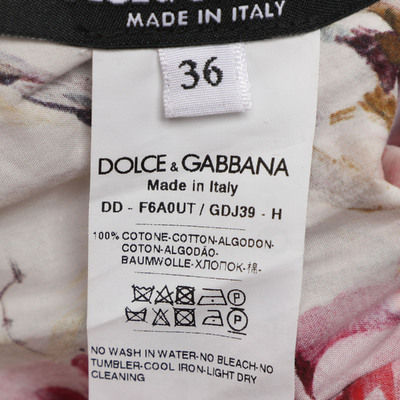 MADE IN ITALY
36
DOLCE & GABBANA
Made in Italy
DD - F6A0UT / GDJ39 - H
100% COTONE-COTTON-ALGODON-
COTON-ALGODÃO-
BAUMWOLLE-ХЛОПОК-棉-
NO WASH IN WATER-NO BLEACH-NO
TUMBLER-COOL IRON-LIGHT DRY
CLEANING